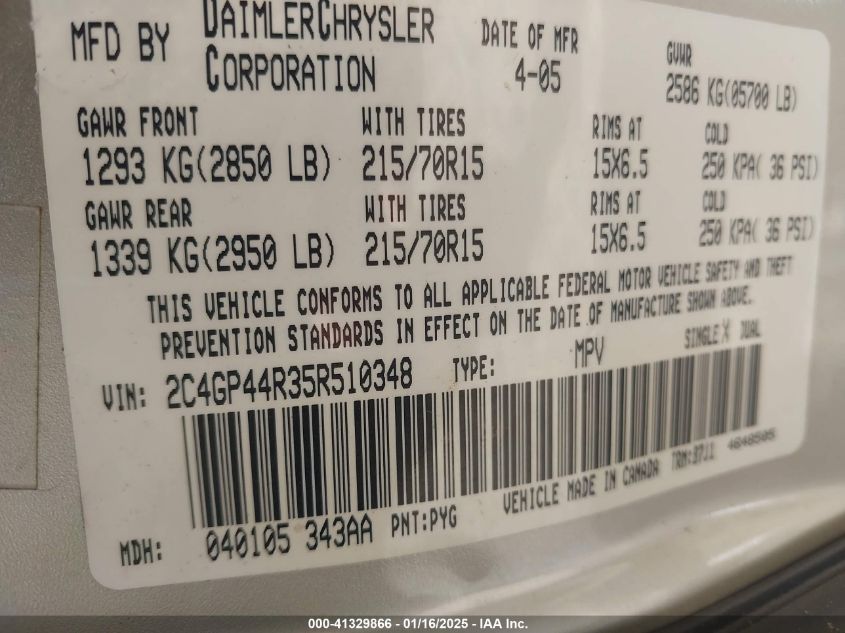 MFD BY DAIMLERCHRYSLER CORPORATION DATE OF MFR 4-05 GVWR 2586 KG(05700 LB)
GAWR FRONT WITH TIRES RIMS AT COLD
1293 KG(2850 LB) 215/70R15 15X6.5 250 KPA( 36 PSI)
GAWR REAR WITH TIRES RIMS AT COLD
1339 KG(2950 LB) 215/70R15 15X6.5 250 KPA( 36 PSI)
THIS VEHICLE CONFORMS TO ALL APPLICABLE FEDERAL MOTOR VEHICLE SAFETY AND THEFT
PREVENTION STANDARDS IN EFFECT ON THE DATE OF MANUFACTURE SHOWN ABOVE.
VIN: 2C4GP44R35R510348 TYPE: MPV SINGLE X DUAL
MDH: 040105 343AA PNT:PYG VEHICLE MADE IN CANADA TRN:3711 4648505
000-41329866 - 01/16/2025 - IAA Inc.